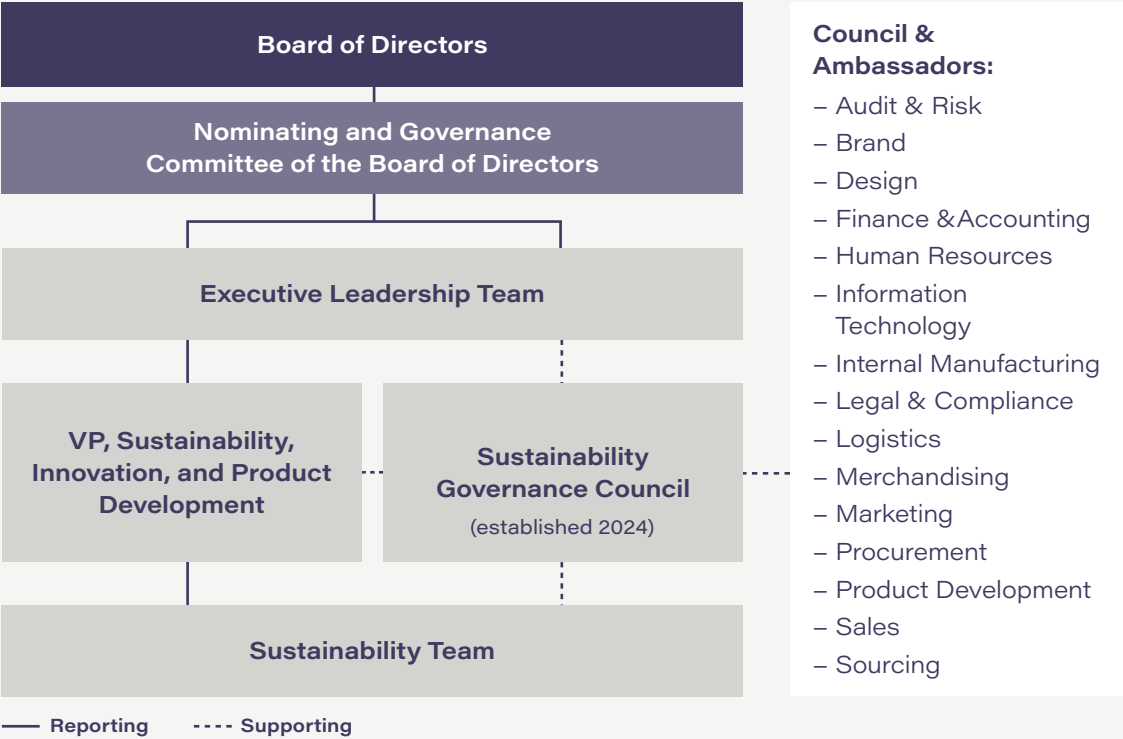 Board of Directors
Nominating and Governance
Committee of the Board of Directors
Executive Leadership Team
VP, Sustainability,
Innovation, and Product
Development
Sustainability
Governance Council
(established 2024)
Sustainability Team
Reporting
Supporting
Council &
Ambassadors:
– Audit & Risk
– Brand
– Design
– Finance &Accounting
– Human Resources
– Information
Technology
– Internal Manufacturing
– Legal & Compliance
– Logistics
– Merchandising
– Marketing
– Procurement
– Product Development
– Sales
– Sourcing